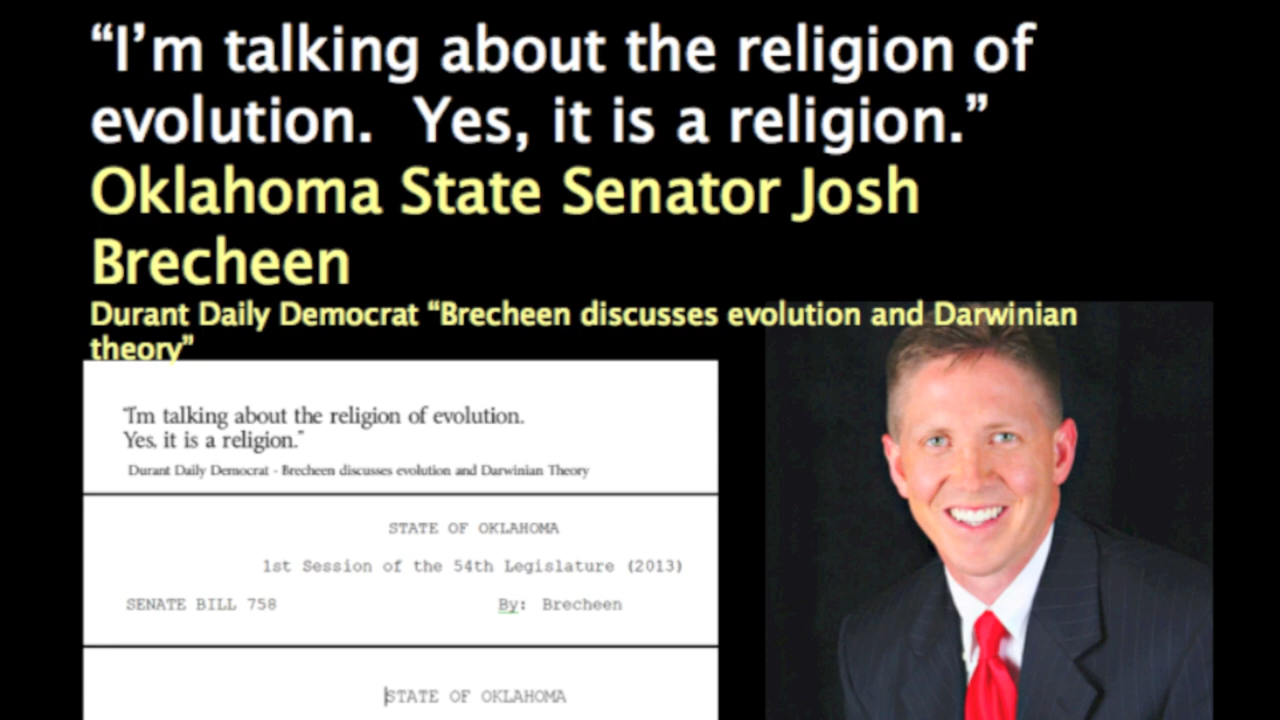 “I’m talking about the religion of
evolution.  Yes, it is a religion.”
Oklahoma State Senator Josh
Brecheen
Durant Daily Democrat “Brecheen discusses evolution and Darwinian
theory”
“I'm talking about the religion of evolution.
Yes, it is a religion."
Durant Daily Democrat - Brecheen discusses evolution and Darwinian Theory
STATE OF OKLAHOMA
1st Session of the 54th Legislature (2013)
SENATE BILL 758 By: Brecheen
STATE OF OKLAHOMA